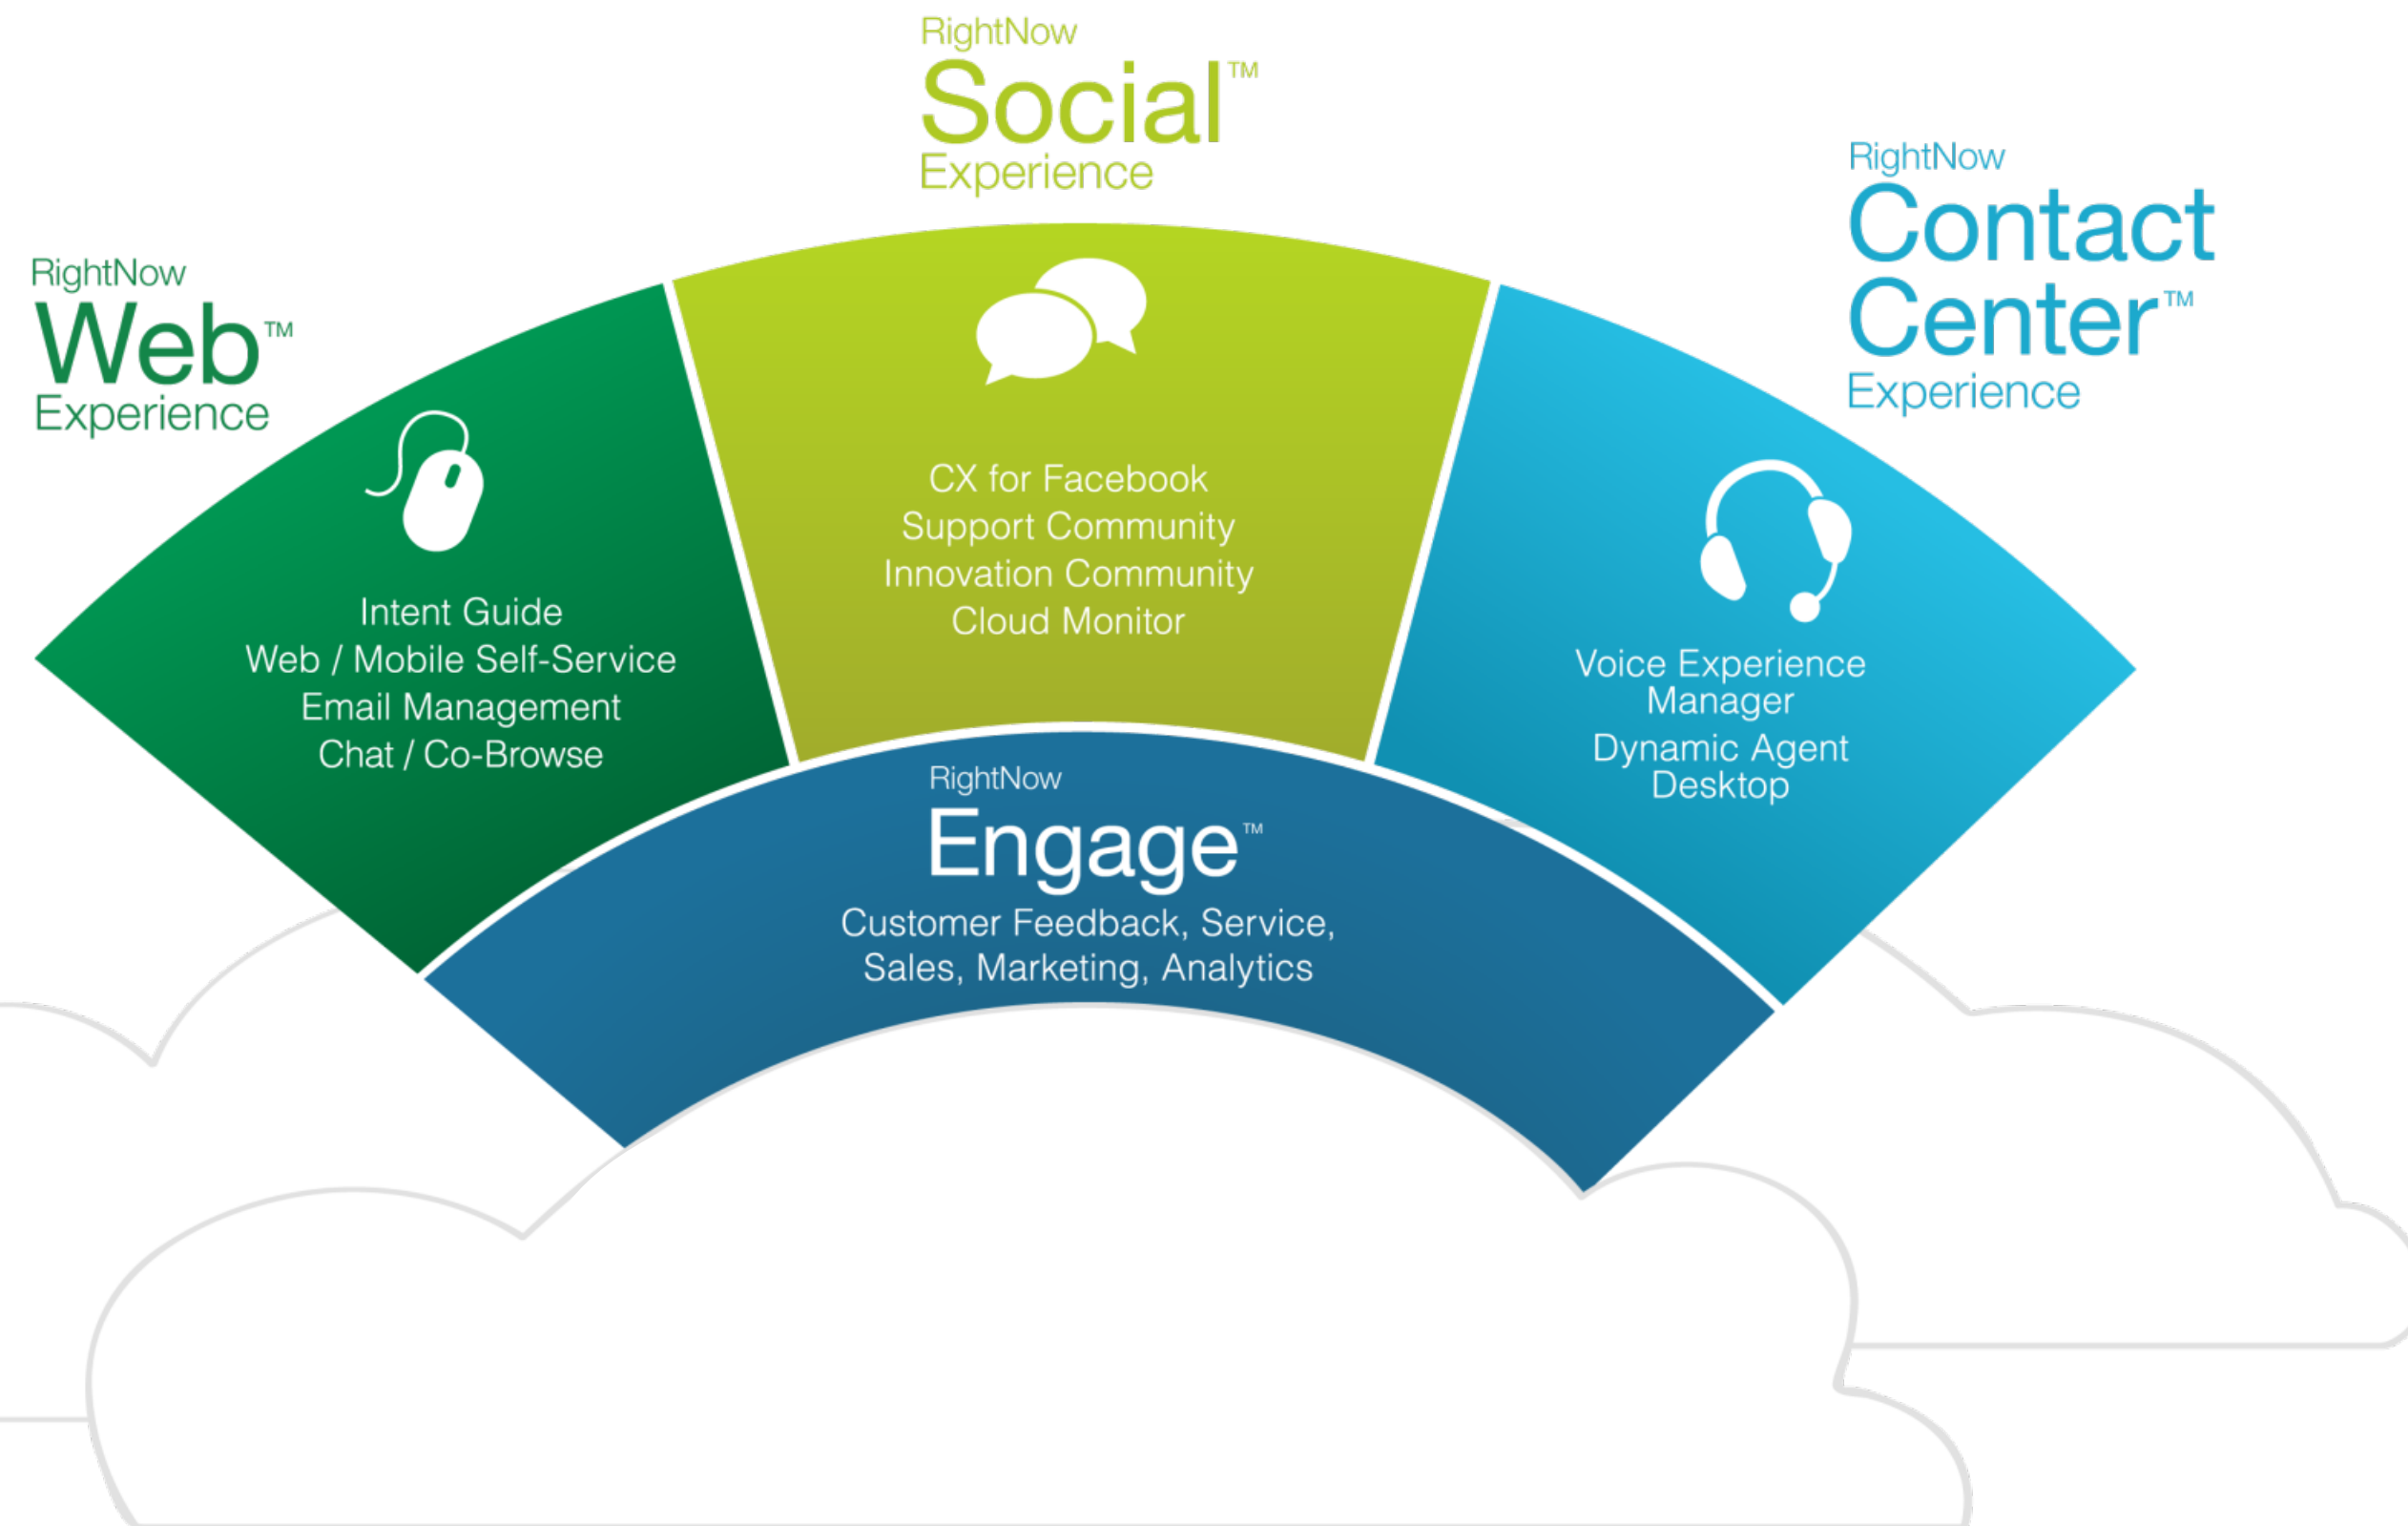 RightNow
Social™
Experience
RightNow
Contact
Center™
Experience
RightNow
Web™
Experience
Intent Guide
Web / Mobile Self-Service
Email Management
Chat / Co-Browse
CX for Facebook
Support Community
Innovation Community
Cloud Monitor
Voice Experience
Manager
Dynamic Agent
Desktop
RightNow
Engage™
Customer Feedback, Service,
Sales, Marketing, Analytics